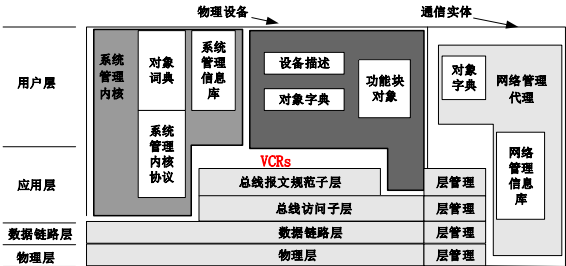 物理设备
通信实体
用户层
系统
管理
内核
对象
词典
系统
管理
信息
库
设备描述
对象字典
功能块
对象
对象
字典
网络管理
代理
应用层
系统
管理
内核
协议
VCRs
总线报文规范子层
层管理
网络
管理
信息
库
总线访问子层
层管理
数据链路层
数据链路层
层管理
物理层
物理层
层管理